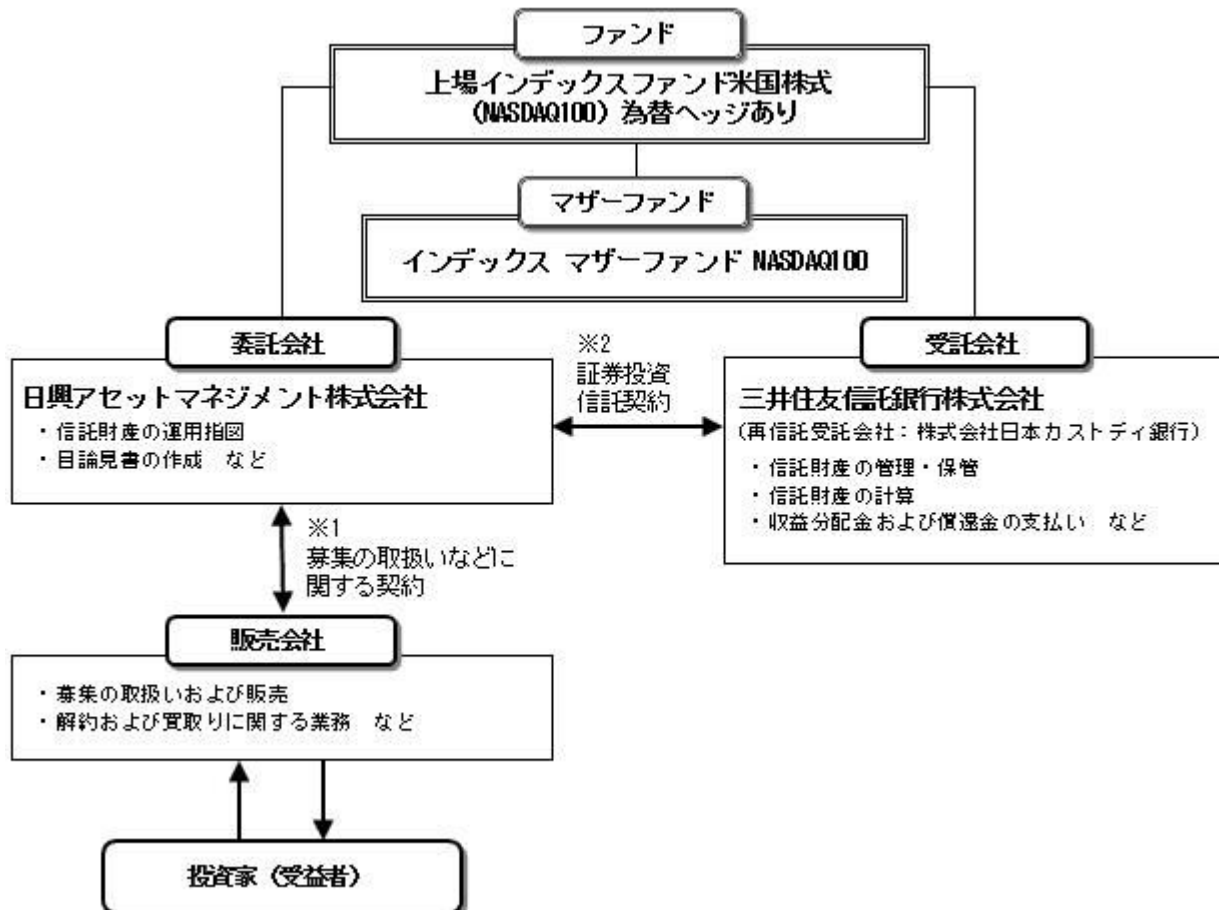 ファンド
上場インデックスファンド米国株式
(NASDAQ100) 為替ヘッジあり
マザーファンド
インデックス マザーファンド NASDAQ100
委託会社
日興アセットマネジメント株式会社
・信託財産の運用指図
・目論見書の作成 など
※2
証券投資
信託契約
受託会社
三井住友信託銀行株式会社
(再信託受託会社：株式会社日本カストディ銀行)
・信託財産の管理・保管
・信託財産の計算
・収益分配金および償還金の支払い など
※1
募集の取扱いなどに
関する契約
販売会社
・募集の取扱いおよび販売
・解約および買取りに関する業務 など
投資家 (受益者)